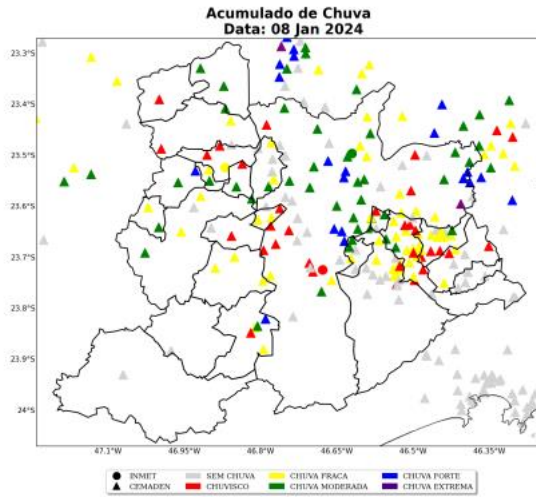 Acumulado de Chuva
Data: 08 Jan 2024
23.3°S
23.4°S
23.5°S
23.6°S
23.7°S
23.8°S
23.9°S
24°S
47.1°W
46.95°W
46.8°W
46.65°W
46.5°W
46.35°W
INMET
SEM CHUVA
CHUVA FRACA
CHUVA FORTE
CEMADEN
CHUVISCO
CHUVA MODERADA
CHUVA EXTREMA